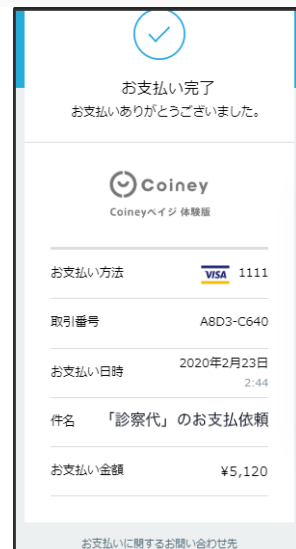 お支払い完了
お支払いありがとうございました。
Coiney
Coineyペイジ 体験版
お支払い方法 VISA 1111
取引番号 A8D3-C640
お支払い日時 2020年2月23日
2:44
件名 「診察代」のお支払依頼
お支払い金額 ¥5,120
お支払いに関するお問い合わせ先